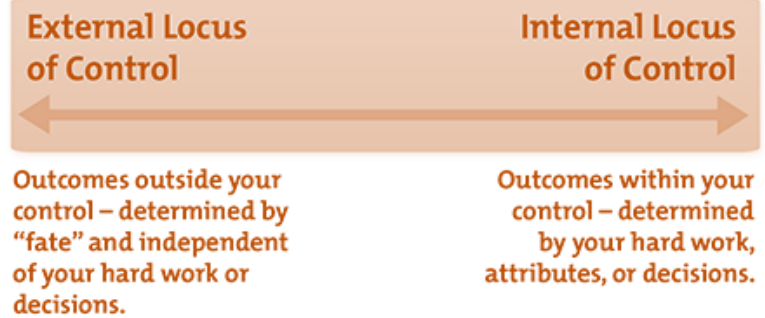 External Locus
of Control
Internal Locus
of Control
Outcomes outside your
control – determined by
“fate” and independent
of your hard work or
decisions.
Outcomes within your
control – determined
by your hard work,
attributes, or decisions.